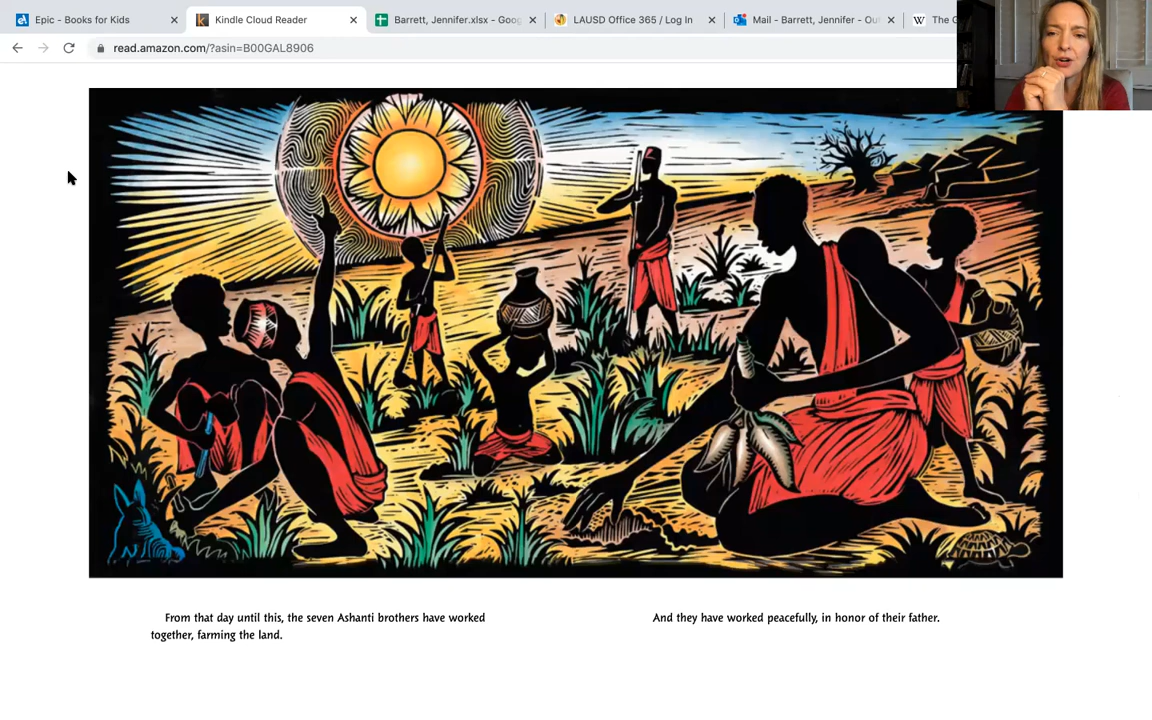 Epic - Books for Kids
Kindle Cloud Reader
Barrett, Jennifer.xlsx - Goog
LAUSD Office 365 / Log In
Mail - Barrett, Jennifer - Ou
W The G
read.amazon.com/?asin=B00GAL8906
From that day until this, the seven Ashanti brothers have worked
together, farming the land.
And they have worked peacefully, in honor of their father.